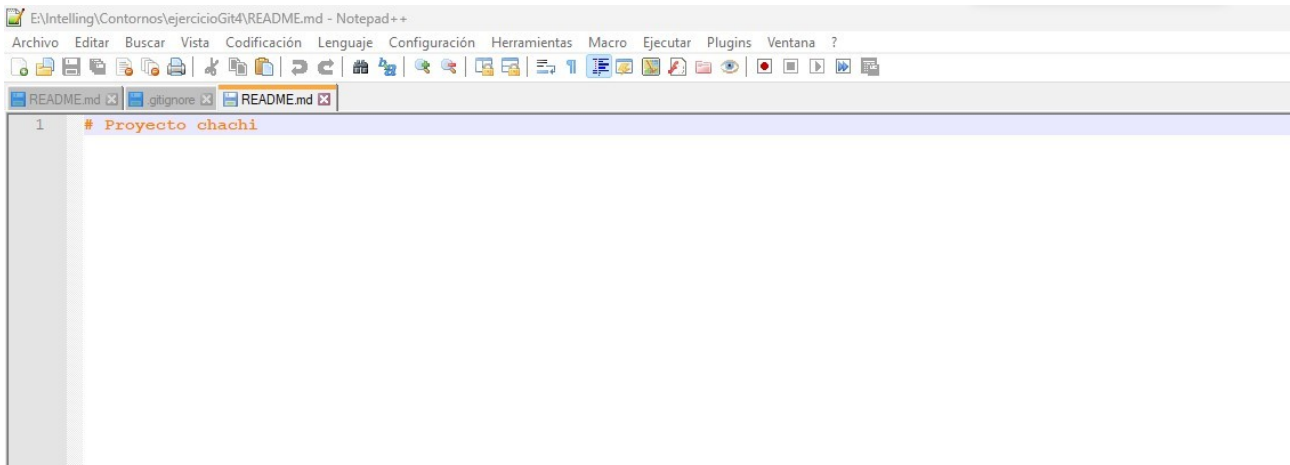 E:\Intelling\Contornos\ejercicioGit4\README.md - Notepad++
Archivo Editar Buscar Vista Codificación Lenguaje Configuración Herramientas Macro Ejecutar Plugins Ventana ?
README.md .gitignore README.md
1 # Proyecto chachi